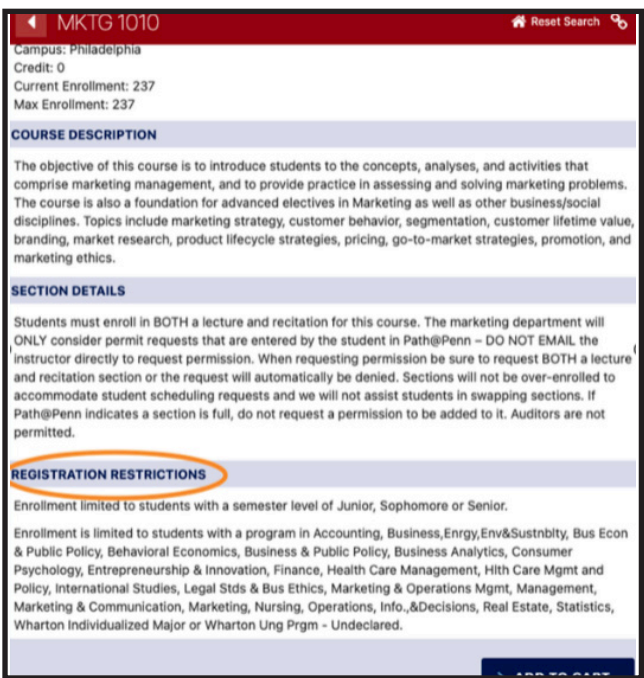 MKTG 1010
Reset Search
Campus: Philadelphia
Credit: 0
Current Enrollment: 237
Max Enrollment: 237
COURSE DESCRIPTION
The objective of this course is to introduce students to the concepts, analyses, and activities that
comprise marketing management, and to provide practice in assessing and solving marketing problems.
The course is also a foundation for advanced electives in Marketing as well as other business/social
disciplines. Topics include marketing strategy, customer behavior, segmentation, customer lifetime value,
branding, market research, product lifecycle strategies, pricing, go-to-market strategies, promotion, and
marketing ethics.
SECTION DETAILS
Students must enroll in BOTH a lecture and recitation for this course. The marketing department will
ONLY consider permit requests that are entered by the student in Path@Penn – DO NOT EMAIL the
instructor directly to request permission. When requesting permission be sure to request BOTH a lecture
and recitation section or the request will automatically be denied. Sections will not be over-enrolled to
accommodate student scheduling requests and we will not assist students in swapping sections. If
Path@Penn indicates a section is full, do not request a permission to be added to it. Auditors are not
permitted.
REGISTRATION RESTRICTIONS
Enrollment limited to students with a semester level of Junior, Sophomore or Senior.
Enrollment is limited to students with a program in Accounting, Business,Enrgy,Env&Sustnblty, Bus Econ
& Public Policy, Behavioral Economics, Business & Public Policy, Business Analytics, Consumer
Psychology, Entrepreneurship & Innovation, Finance, Health Care Management, Hlth Care Mgmt and
Policy, International Studies, Legal Stds & Bus Ethics, Marketing & Operations Mgmt, Management,
Marketing & Communication, Marketing, Nursing, Operations, Info.,&Decisions, Real Estate, Statistics,
Wharton Individualized Major or Wharton Ung Prgm - Undeclared.
ADD TO CART